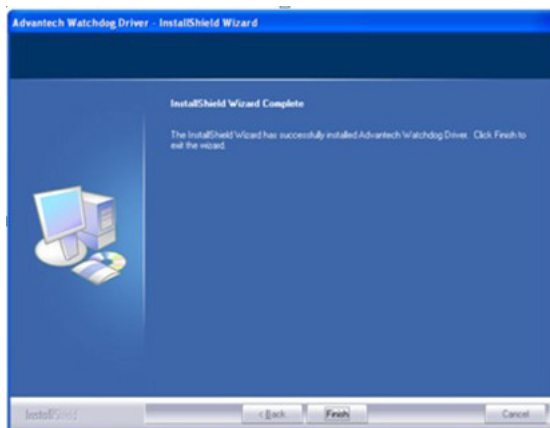 Advantech Watchdog Driver - InstallShield Wizard
InstallShield Wizard Complete
The InstallShield Wizard has successfully installed Advantech Watchdog Driver. Click Finish to
exit the wizard.
InstallShield
< Back
Finish
Cancel